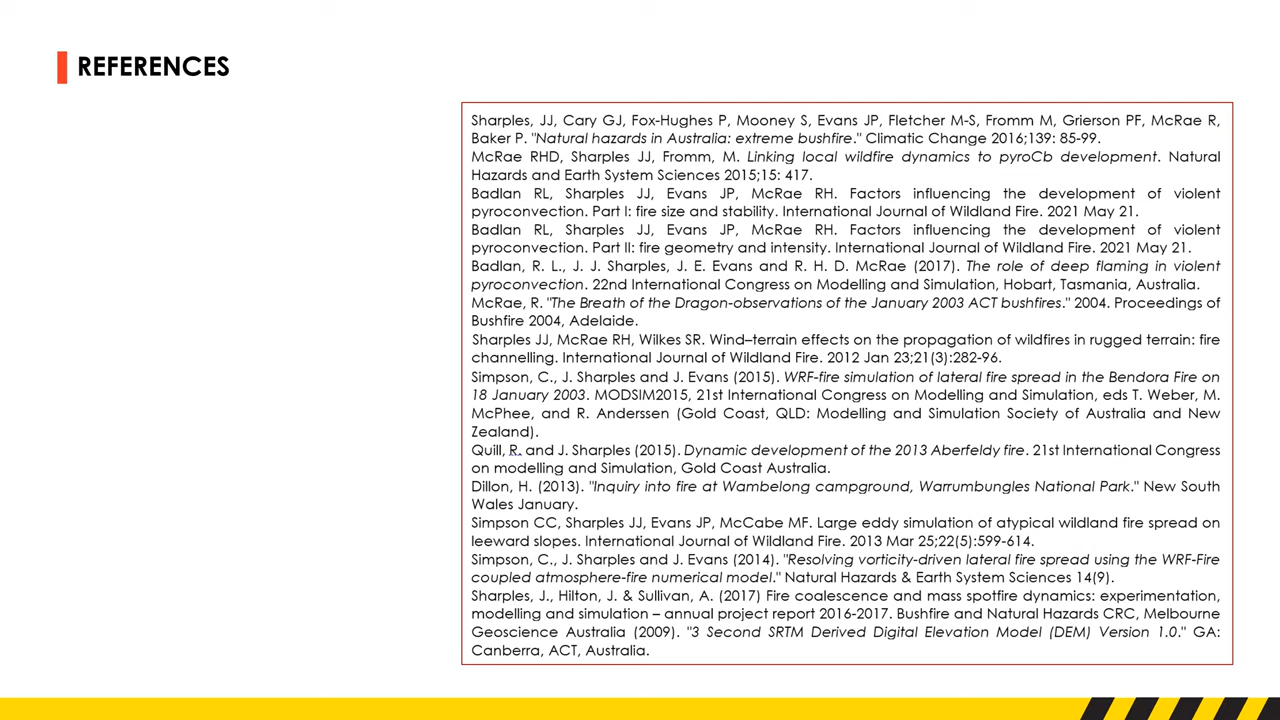 REFERENCES
Sharples, JJ, Cary GJ, Fox-Hughes P, Mooney S, Evans JP, Fletcher M-S, Fromm M, Grierson PF, McRae R,
Baker P. "Natural hazards in Australia: extreme bushfire." Climatic Change 2016;139: 85-99.
McRae RHD, Sharples JJ, Fromm, M. Linking local wildfire dynamics to pyroCb development. Natural
Hazards and Earth System Sciences 2015;15: 417.
Badlan RL, Sharples JJ, Evans JP, McRae RH. Factors influencing the development of violent
pyroconvection. Part I: fire size and stability. International Journal of Wildland Fire. 2021 May 21.
Badlan RL, Sharples JJ, Evans JP, McRae RH. Factors influencing the development of violent
pyroconvection. Part II: fire geometry and intensity. International Journal of Wildland Fire. 2021 May 21.
Badlan, R. L., J. J. Sharples, J. E. Evans and R. H. D. McRae (2017). The role of deep flaming in violent
pyroconvection. 22nd International Congress on Modelling and Simulation, Hobart, Tasmania, Australia.
McRae, R. "The Breath of the Dragon-observations of the January 2003 ACT bushfires." 2004. Proceedings of
Bushfire 2004, Adelaide.
Sharples JJ, McRae RH, Wilkes SR. Wind–terrain effects on the propagation of wildfires in rugged terrain: fire
channelling. International Journal of Wildland Fire. 2012 Jan 23;21(3):282-96.
Simpson, C., J. Sharples and J. Evans (2015). WRF-fire simulation of lateral fire spread in the Bendora Fire on
18 January 2003. MODSIM2015, 21st International Congress on Modelling and Simulation, eds T. Weber, M.
McPhee, and R. Anderssen (Gold Coast, QLD: Modelling and Simulation Society of Australia and New
Zealand).
Quill, R. and J. Sharples (2015). Dynamic development of the 2013 Aberfeldy fire. 21st International Congress
on modelling and Simulation, Gold Coast Australia.
Dillon, H. (2013). "Inquiry into fire at Wambelong campground, Warrumbungles National Park." New South
Wales January.
Simpson CC, Sharples JJ, Evans JP, McCabe MF. Large eddy simulation of atypical wildland fire spread on
leeward slopes. International Journal of Wildland Fire. 2013 Mar 25;22(5):599-614.
Simpson, C., J. Sharples and J. Evans (2014). "Resolving vorticity-driven lateral fire spread using the WRF-Fire
coupled atmosphere-fire numerical model." Natural Hazards & Earth System Sciences 14(9).
Sharples, J., Hilton, J. & Sullivan, A. (2017) Fire coalescence and mass spotfire dynamics: experimentation,
modelling and simulation – annual project report 2016-2017. Bushfire and Natural Hazards CRC, Melbourne
Geoscience Australia (2009). "3 Second SRTM Derived Digital Elevation Model (DEM) Version 1.0." GA:
Canberra, ACT, Australia.